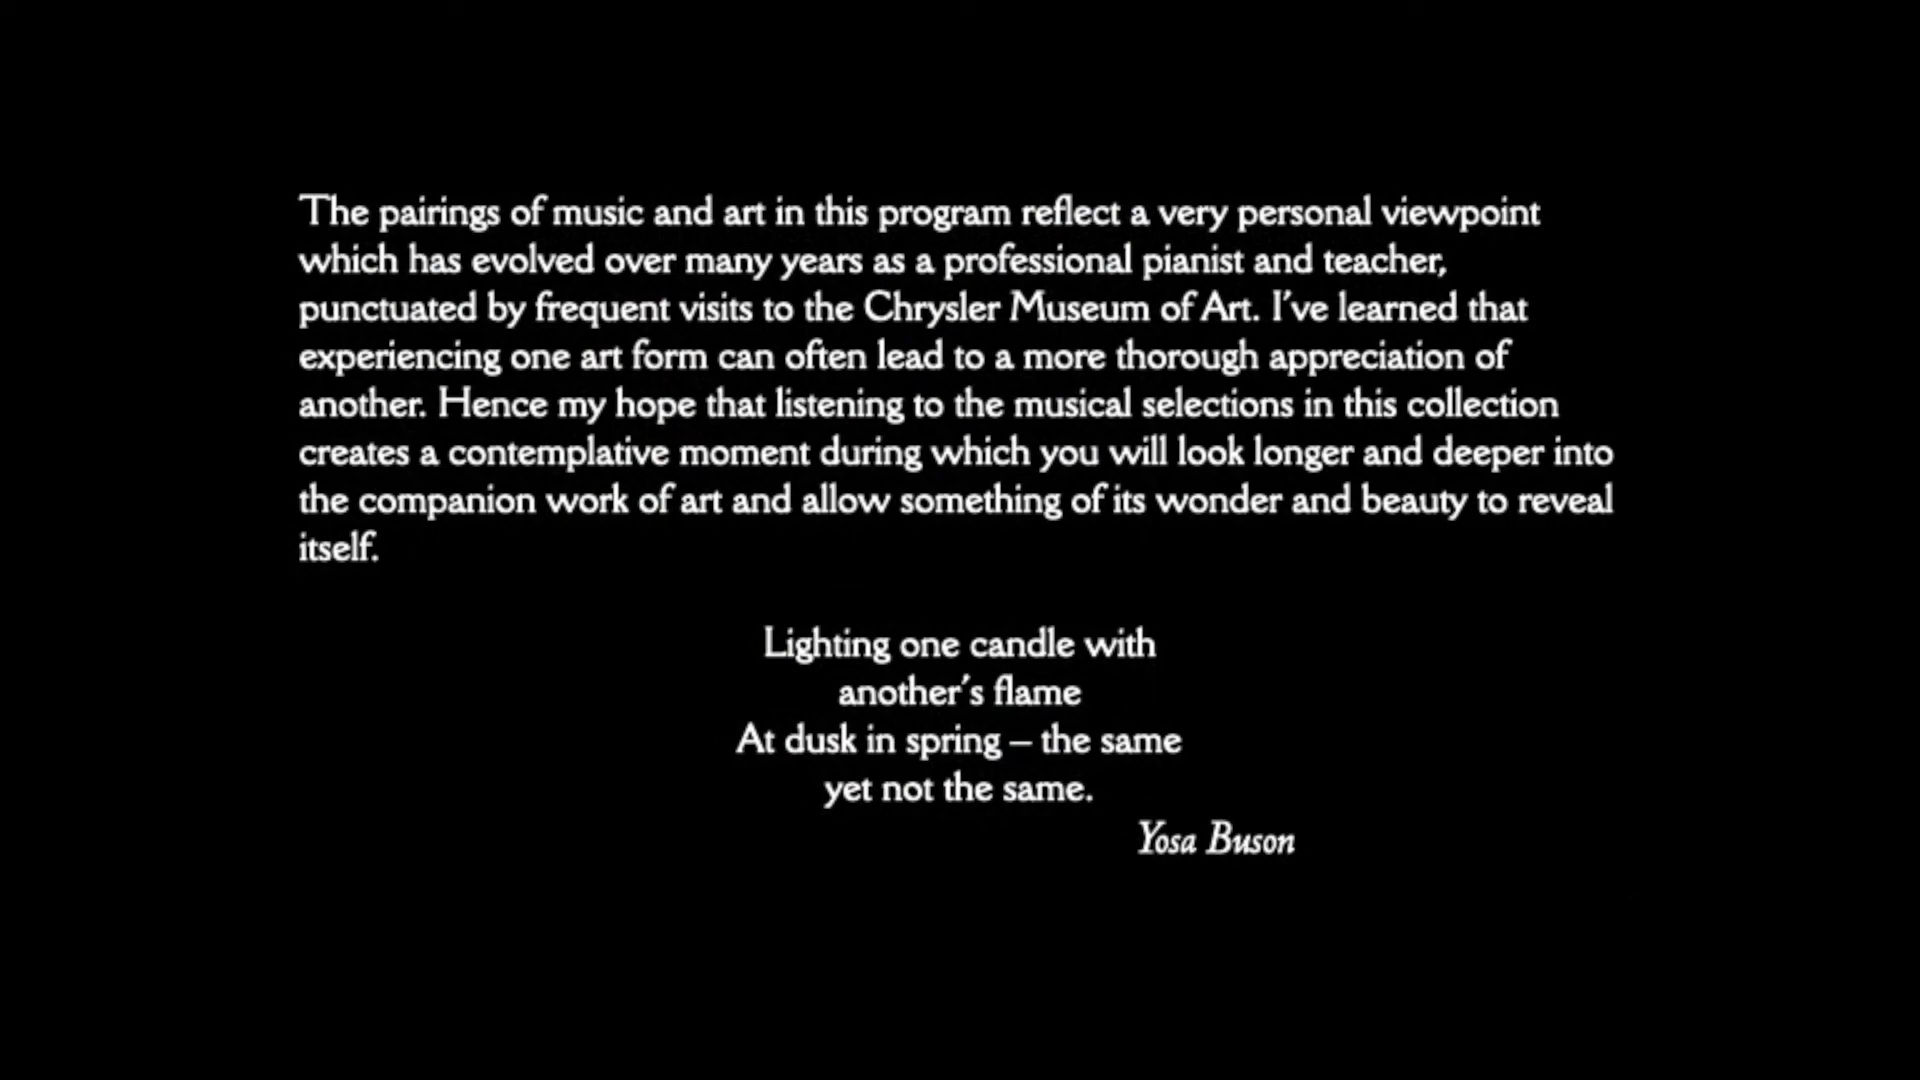 The pairings of music and art in this program reflect a very personal viewpoint
which has evolved over many years as a professional pianist and teacher,
punctuated by frequent visits to the Chrysler Museum of Art. I've learned that
experiencing one art form can often lead to a more thorough appreciation of
another. Hence my hope that listening to the musical selections in this collection
creates a contemplative moment during which you will look longer and deeper into
the companion work of art and allow something of its wonder and beauty to reveal
itself.
Lighting one candle with
another's flame
At dusk in spring – the same
yet not the same.
Yosa Buson